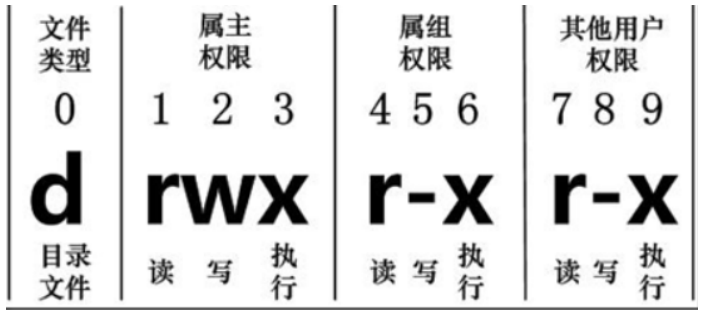 文件 属主 属组 其他用户
类型 权限 权限 权限
0 1 2 3 4 5 6 7 8 9
d rwx r-x r-x
目录 读 写 执 读 写 执 读 写 执
文件 行 行 行